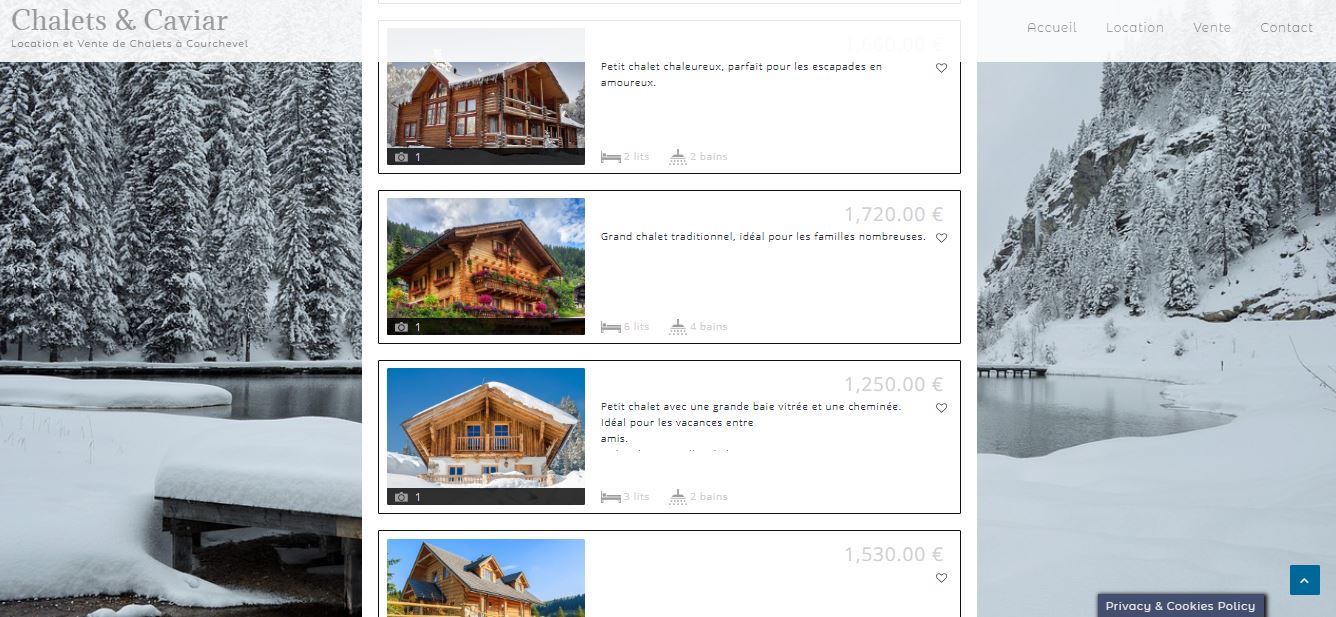 Chalets & Caviar
Location et Vente de Chalets à Courchevel
Accueil
Location
Vente
Contact
1,600.00 €
Petit chalet chaleureux, parfait pour les escapades en
amoureux.
1
2 lits
2 bains
1,720.00 €
Grand chalet traditionnel, idéal pour les familles nombreuses.
1
6 lits
4 bains
1,250.00 €
Petit chalet avec une grande baie vitrée et une cheminée.
Idéal pour les vacances entre
amis.
1
3 lits
2 bains
1,530.00 €
Privacy & Cookies Policy